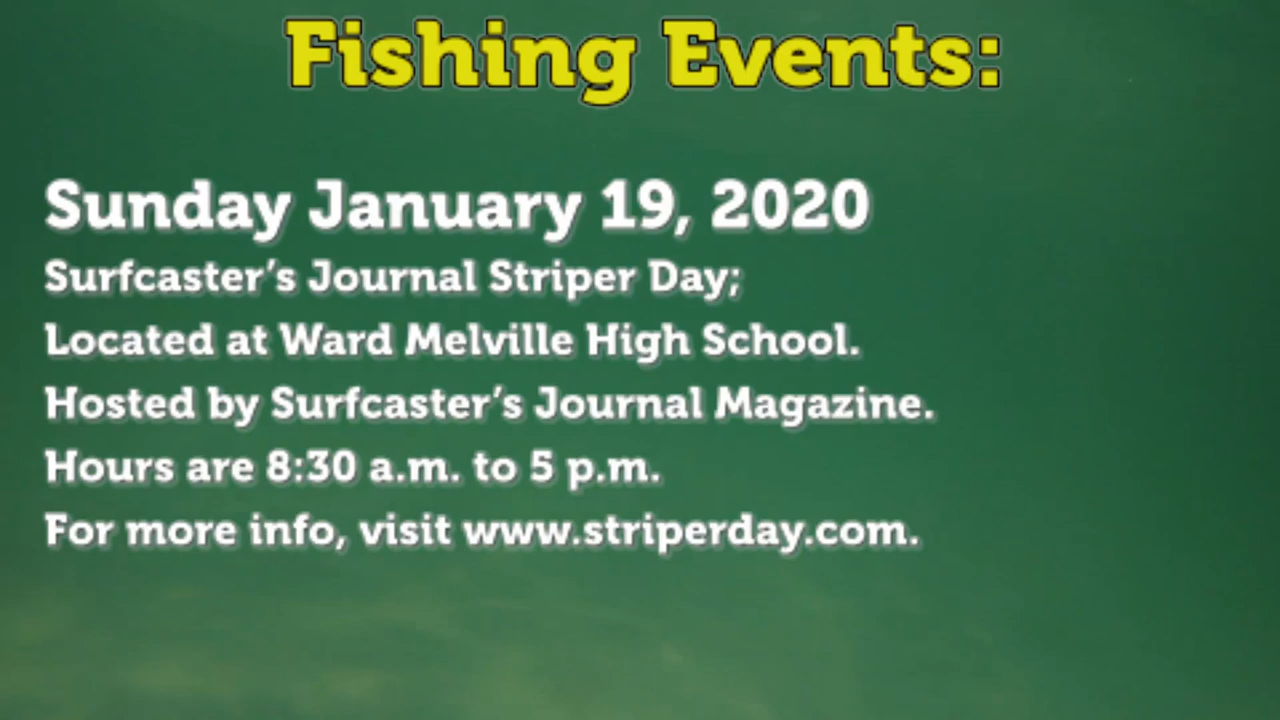 Fishing Events:
Sunday January 19, 2020
Surfcaster’s Journal Striper Day;
Located at Ward Melville High School.
Hosted by Surfcaster’s Journal Magazine.
Hours are 8:30 a.m. to 5 p.m.
For more info, visit www.striperday.com.